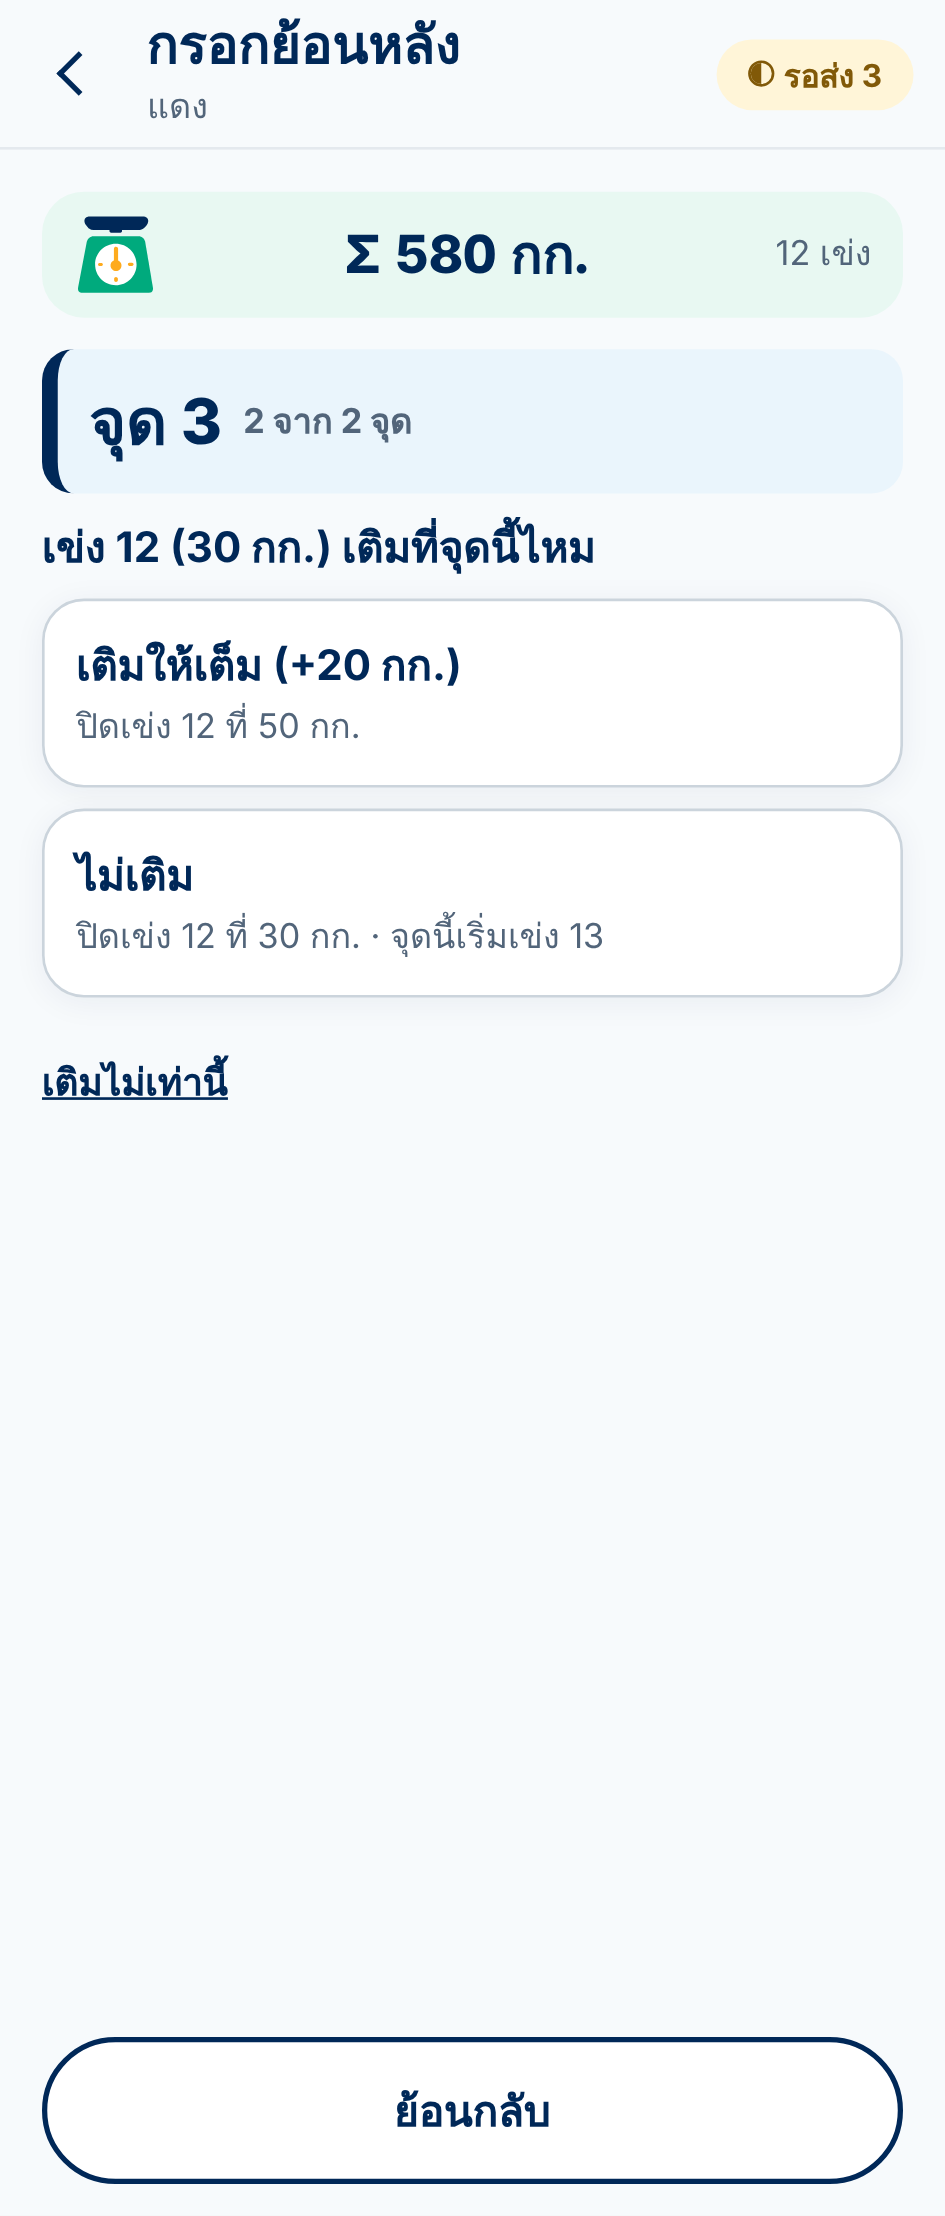 กรอกย้อนหลัง
แดง
รอส่ง 3
Σ 580 กก.
12 เข่ง
จุด 3 2 จาก 2 จุด
เข่ง 12 (30 กก.) เติมที่จุดนี้ไหม
เติมให้เต็ม (+20 กก.)
ปิดเข่ง 12 ที่ 50 กก.
ไม่เติม
ปิดเข่ง 12 ที่ 30 กก. · จุดนี้เริ่มเข่ง 13
เติมไม่เท่านี้
ย้อนกลับ